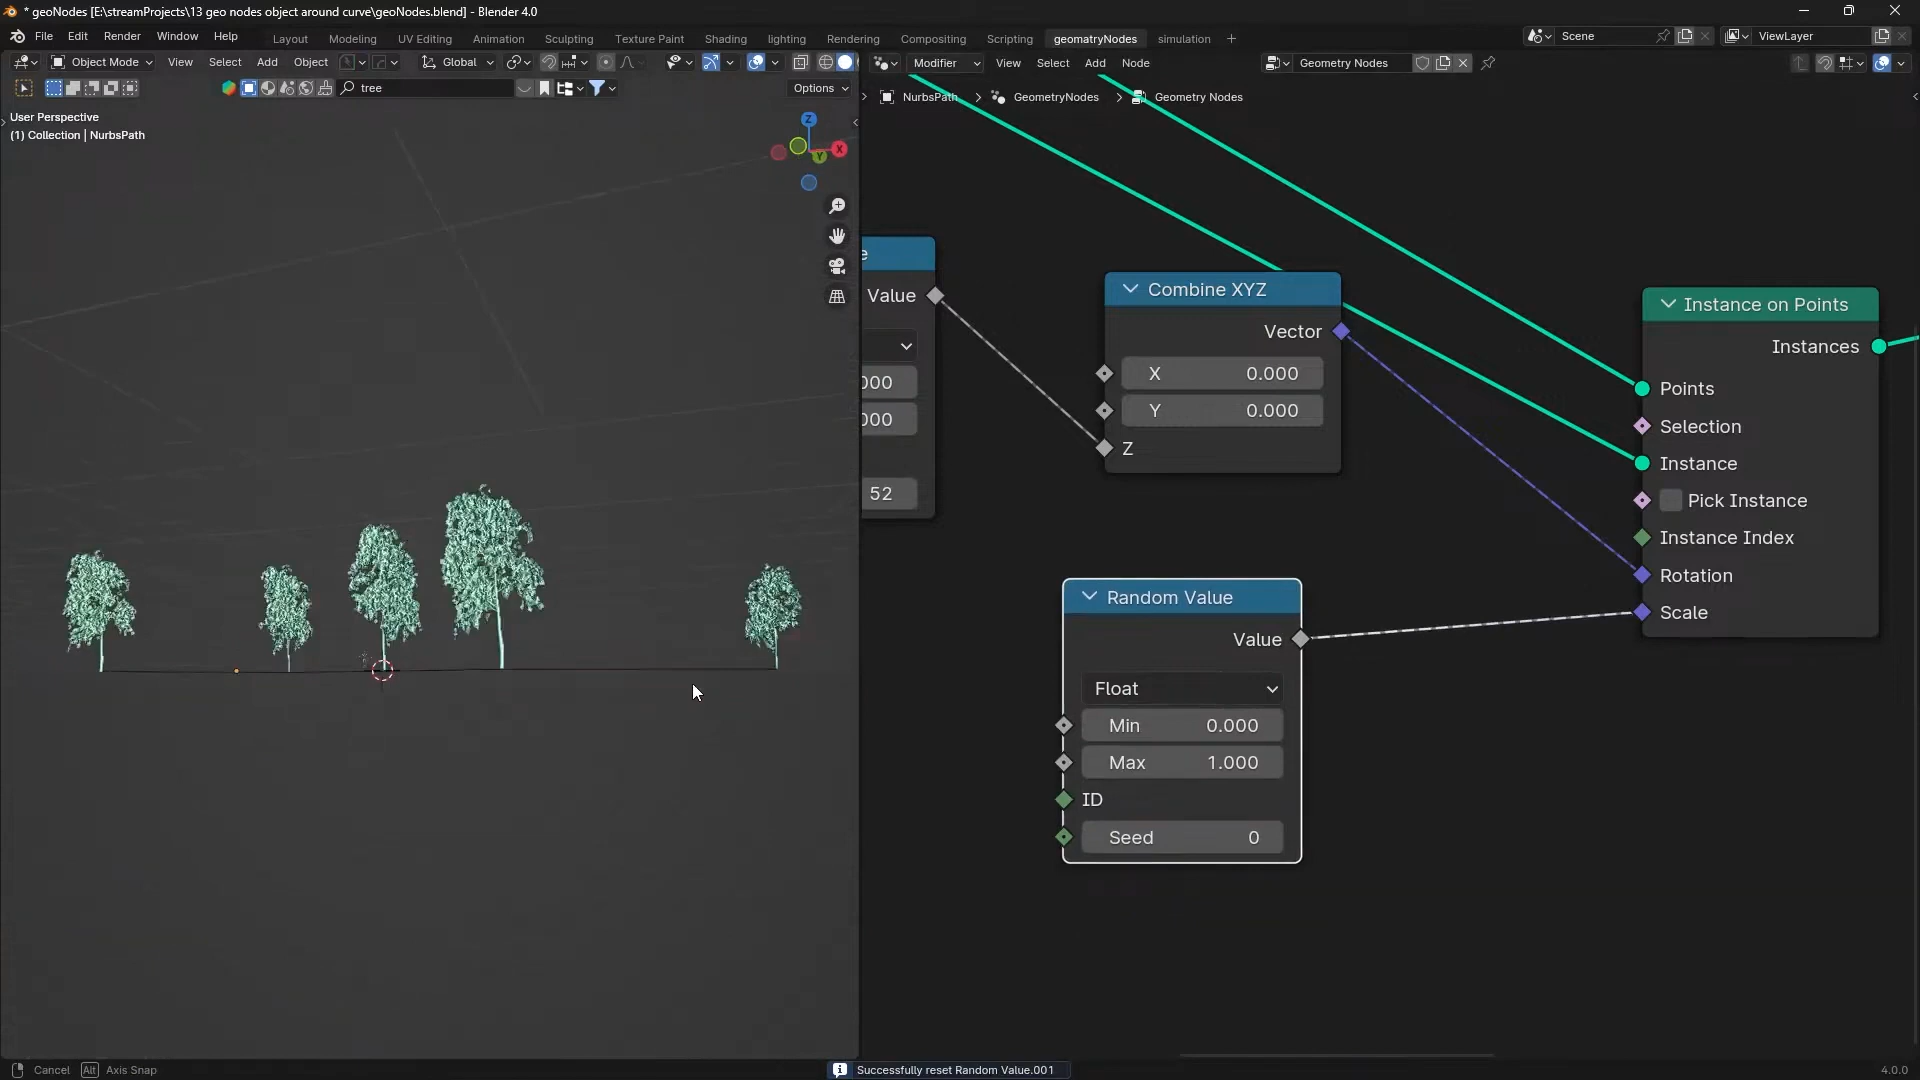 * geoNodes [E:\streamProjects\13 geo nodes object around curve\geoNodes.blend] - Blender 4.0
File Edit Render Window Help Layout Modeling UV Editing Animation Sculpting Texture Paint Shading lighting Rendering Compositing Scripting geomatryNodes simulation + Scene ViewLayer
Object Mode View Select Add Object Global Modifier View Select Add Node Geometry Nodes
tree Options
NurbsPath > GeometryNodes > Geometry Nodes
User Perspective
(1) Collection | NurbsPath
Z
X
Y
e
Value
000
000
52
Combine XYZ
Vector
X 0.000
Y 0.000
Z
Instance on Points
Instances
Points
Selection
Instance
Pick Instance
Instance Index
Rotation
Scale
Random Value
Value
Float
Min 0.000
Max 1.000
ID
Seed 0
Cancel Alt Axis Snap Successfully reset Random Value.001 4.0.0